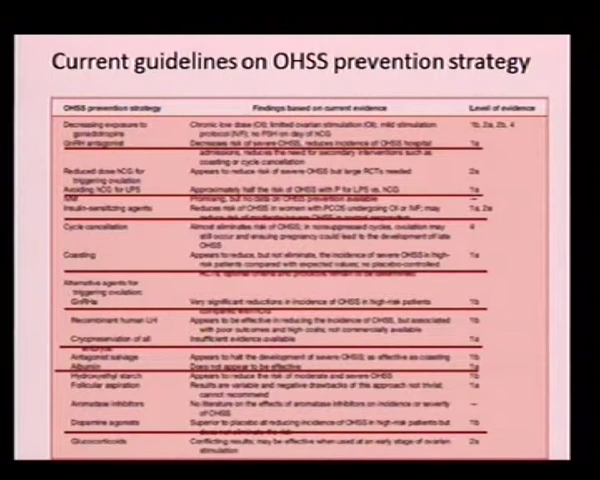 Current guidelines on OHSS prevention strategy
OHSS prevention strategy Findings based on current evidence Level of evidence
Decreasing exposure to Chronic low dose (OI); limited ovarian stimulation (OI); mild stimulation 1b, 2a, 2b, 4
gonadotropins protocol (IVF); no FSH on day of hCG
GnRH antagonist Decreases risk of severe OHSS, reduces incidence of OHSS hospital 1a
admissions, reduces the need for secondary interventions such as
coasting or cycle cancellation
Reduced dose hCG for Appears to reduce risk of severe OHSS but large RCTs needed 2a
triggering ovulation
Avoiding hCG for LPS Approximately half the risk of OHSS with P for LPS vs. hCG 1a
IVM Promising, but no data on OHSS prevention available –
Insulin-sensitizing agents Reduces risk of OHSS in women with PCOS undergoing OI or IVF; may 1a, 2a
Cycle cancellation Almost eliminates risk of OHSS; in nonsuppressed cycles, ovulation may 4
still occur and ensuing pregnancy could lead to the development of late
OHSS
Coasting Appears to reduce, but not eliminate, the incidence of severe OHSS in high- 1a
risk patients compared with expected values; no placebo-controlled
Alternative agents for
triggering ovulation:
GnRHa Very significant reductions in incidence of OHSS in high-risk patients 1b
Recombinant human LH Appears to be effective in reducing the incidence of OHSS, but associated 1b
with poor outcomes and high costs; not commercially available
Cryopreservation of all Insufficient evidence available 1a
Antagonist salvage Appears to halt the development of severe OHSS; as effective as coasting 1b
Albumin Does not appear to be effective 1a
Hydroxyethyl starch Appears to reduce the risk of moderate and severe OHSS 1b
Follicular aspiration Results are variable and negative drawbacks of this approach not trivial; 1a
cannot recommend
Aromatase inhibitors No literature on the effects of aromatase inhibitors on incidence or severity –
of OHSS
Dopamine agonists Superior to placebo at reducing incidence of OHSS in high-risk patients but 1b
does not eliminate the risk
Glucocorticoids Conflicting results; may be effective when used at an early stage of ovarian 2a
stimulation